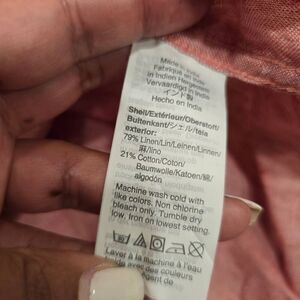 Made in India
Fabriqué en Inde
in Indien Hergestellt
Vervaardigd in India
インド製
Hecho en India
Shell/Extérieur/Oberstoff/
Buitenkant/シェル/tela
exterior:
79% Linen/Lin/Leinen/Linnen/
麻/lino
21% Cotton/Coton/
Baumwolle/Katoen/綿/
algodón
Machine wash cold with
like colors. Non chlorine
bleach only. Tumble dry
low. Iron on lowest setting.
Laver à la machine à l'eau
froide avec des couleurs